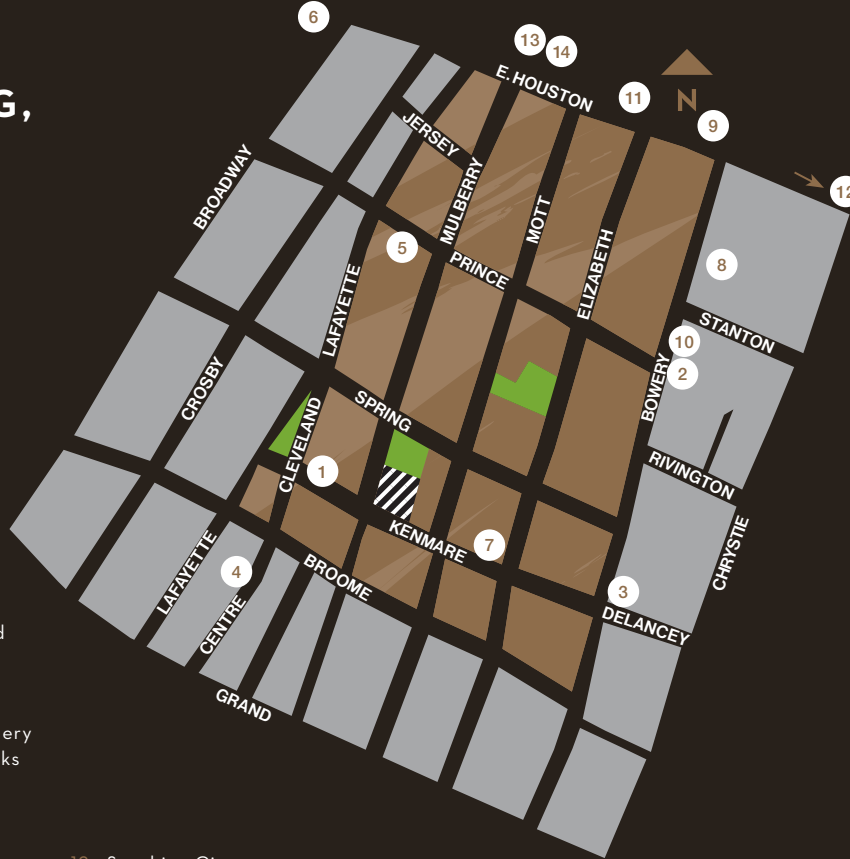 6
13
14
E. HOUSTON
11
N
9
G,
JERSEY
12
BROADWAY
MULBERRY
MOTT
5
PRINCE
ELIZABETH
8
LAFAYETTE
STANTON
10
2
BOWERY
CROSBY
SPRING
CLEVELAND
1
RIVINGTON
KENMARE
7
CHRYSTIE
LAFAYETTE
4
BROOME
3
CENTRE
DELANCEY
d
GRAND
ery
ks